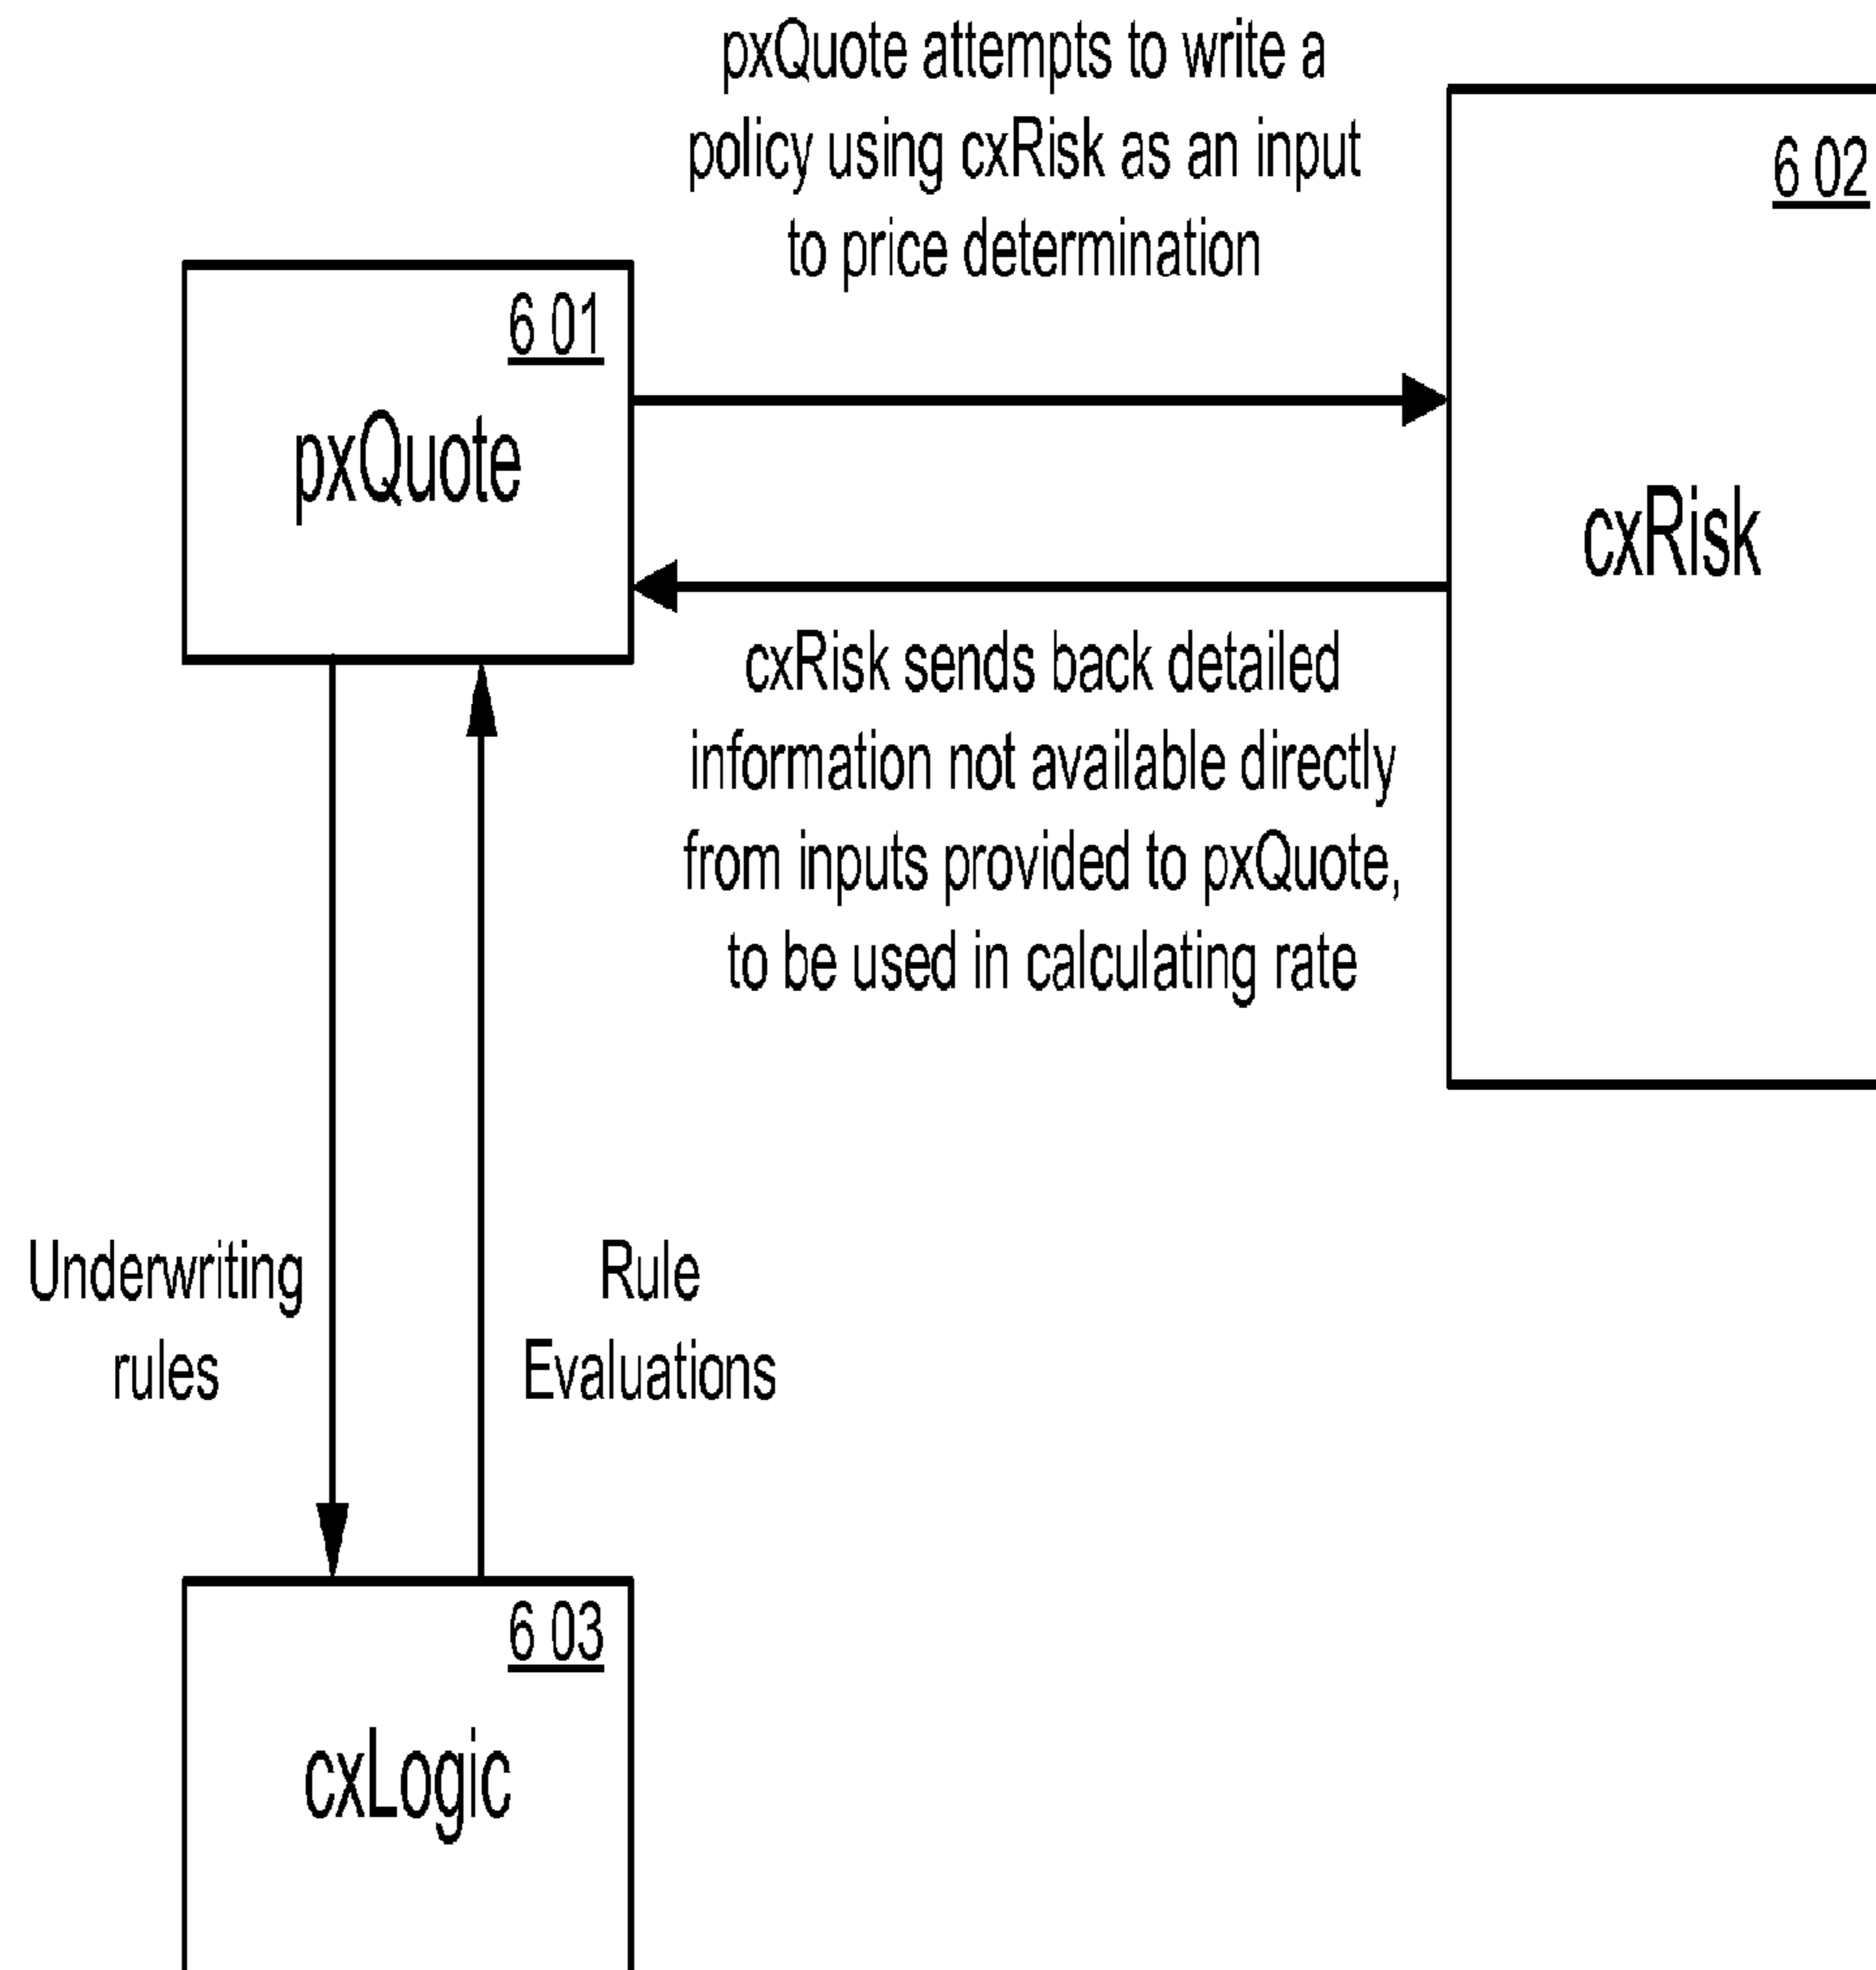 pxQuote attempts to write a
policy using cxRisk as an input
to price determination
6 02
6 01
pxQuote
cxRisk
cxRisk sends back detailed
information not available directly
from inputs provided to pxQuote,
to be used in calculating rate
Underwriting
rules
Rule
Evaluations
6 03
cxLogic